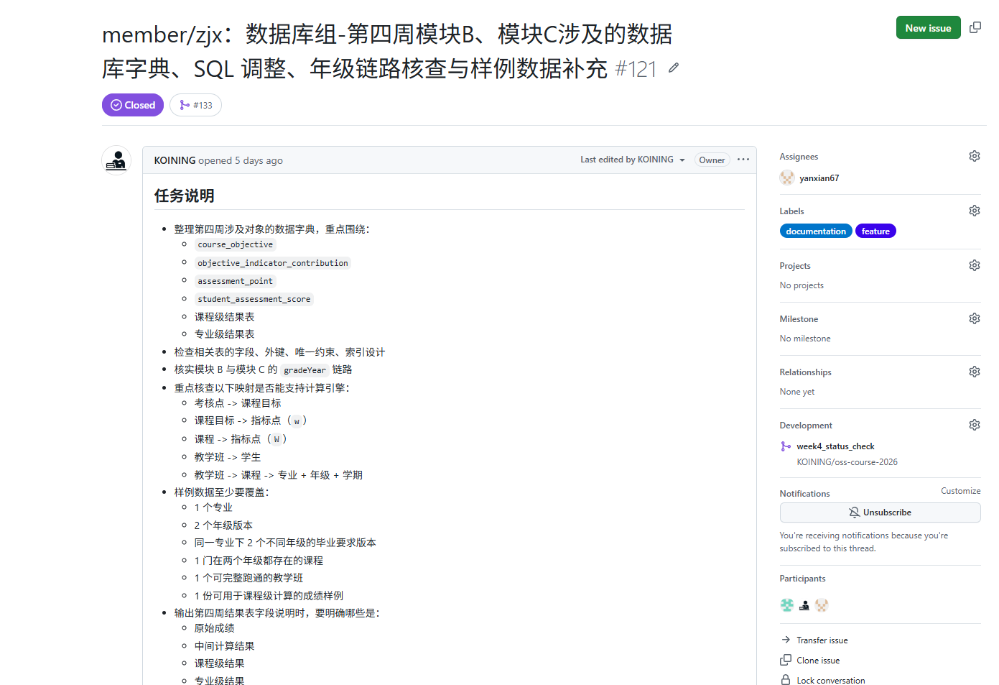 member/zjx：数据库组-第四周模块B、模块C涉及的数据
库字典、SQL 调整、年级链路核查与样例数据补充 #121
New issue
Closed
#133
KOINING opened 5 days ago
Last edited by KOINING
Owner
任务说明
整理第四周涉及对象的数据字典，重点围绕：
course_objective
objective_indicator_contribution
assessment_point
student_assessment_score
课程级结果表
专业级结果表
检查相关表的字段、外键、唯一约束、索引设计
核实模块 B 与模块 C 的 gradeYear 链路
重点核查以下映射是否能支持计算引擎：
考核点 -> 课程目标
课程目标 -> 指标点（ w ）
课程 -> 指标点（ W ）
教学班 -> 学生
教学班 -> 课程 -> 专业 + 年级 + 学期
样例数据至少要覆盖：
1 个专业
2 个年级版本
同一专业下 2 个不同年级的毕业要求版本
1 门在两个年级都存在的课程
1 个可完整跑通的教学班
1 份可用于课程级计算的成绩样例
输出第四周结果表字段说明时，要明确哪些是：
原始成绩
中间计算结果
课程级结果
专业级结果
Assignees
yanxian67
Labels
documentation
feature
Projects
No projects
Milestone
No milestone
Relationships
None yet
Development
week4_status_check
KOINING/oss-course-2026
Notifications
Customize
Unsubscribe
You're receiving notifications because you're
subscribed to this thread.
Participants
Transfer issue
Clone issue
Lock conversation